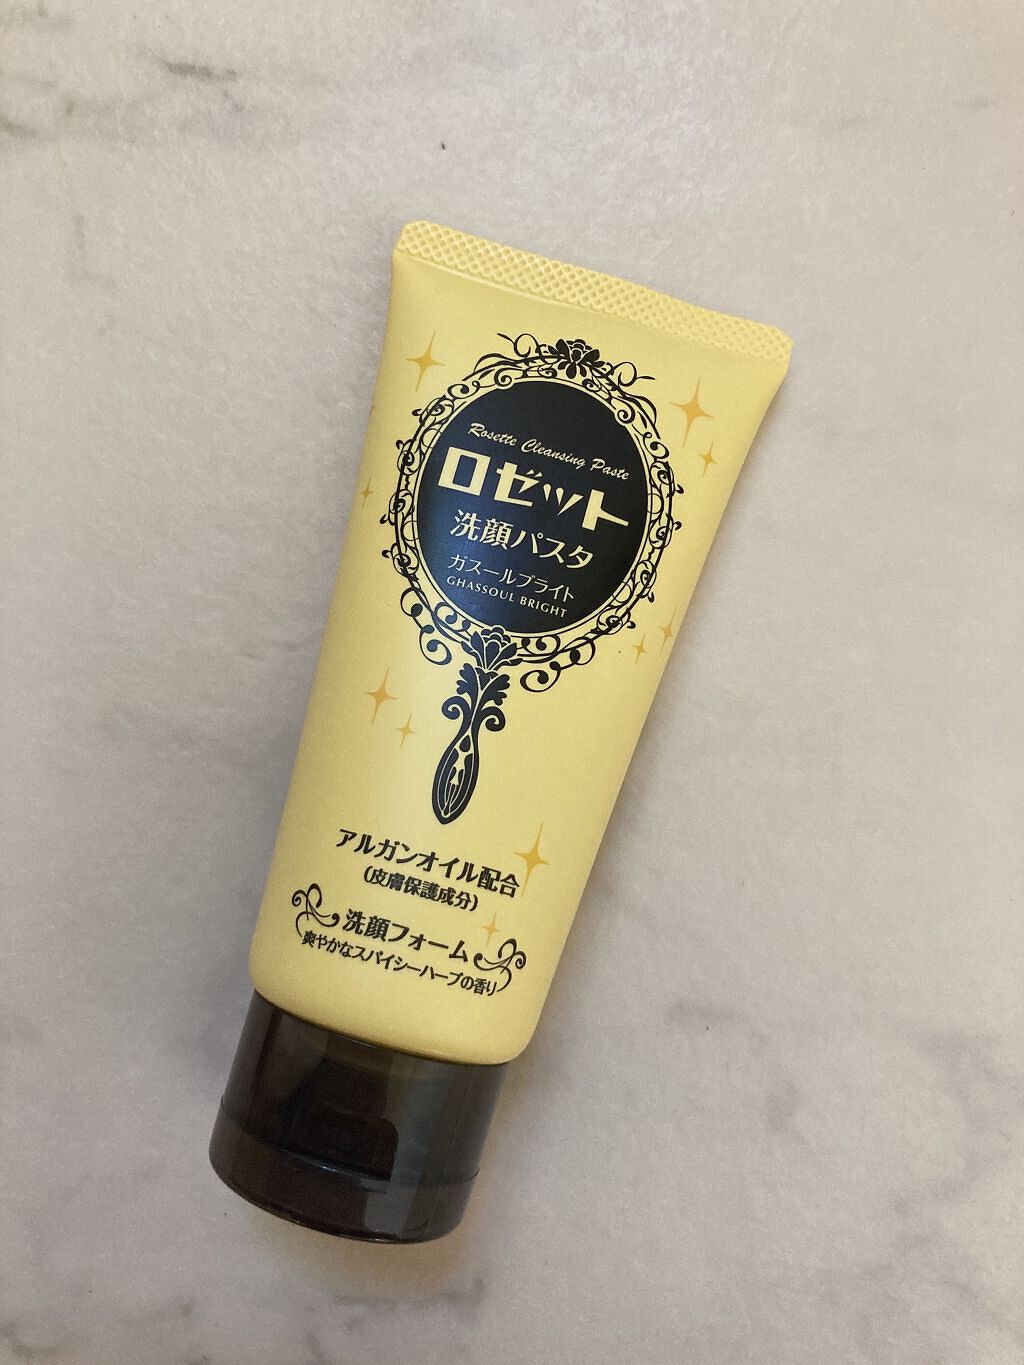 Rosette Cleansing Paste
ロゼット
洗顔パスタ
ガスールブライト
GHASSOUL BRIGHT
アルガンオイル配合
(皮膚保護成分)
洗顔フォーム
爽やかなスパイシーハーブの香り